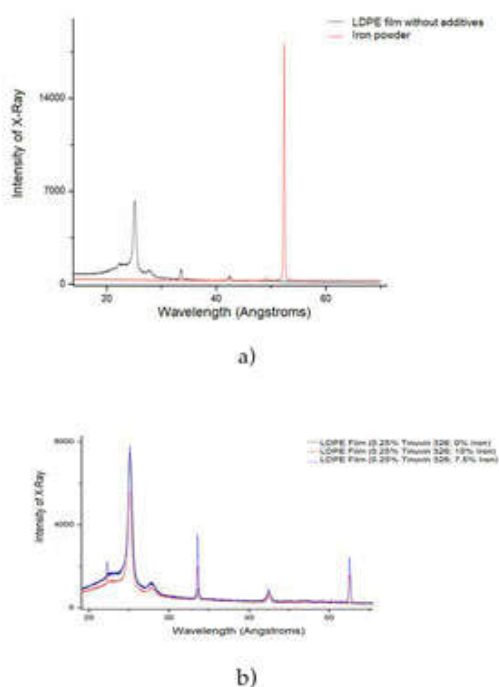 LDPE film without additives
Iron powder
14000
7000
0
Intensity of X-Ray
20 40 60
Wavelength (Angstroms)
a)
LDPE Film (0.25% Tinuvin 326; 0% Iron)
LDPE Film (0.25% Tinuvin 326; 10% Iron)
LDPE Film (0.25% Tinuvin 326; 7.5% Iron)
8000
4000
0
Intensity of X-Ray
Wavelength (Angstroms)
b)